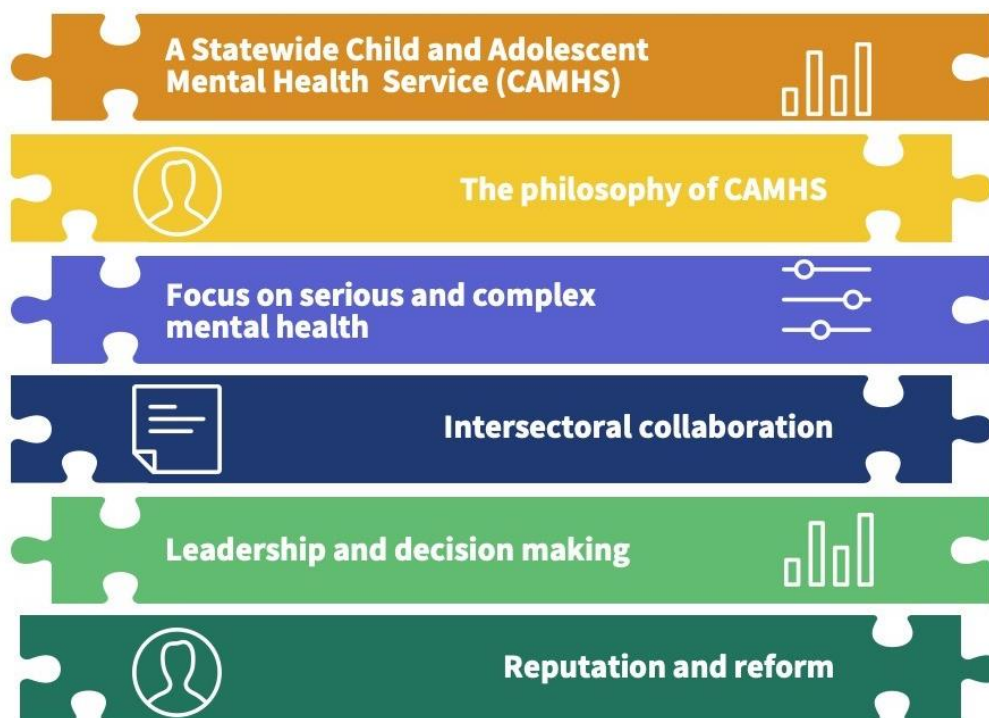 A Statewide Child and Adolescent
Mental Health Service (CAMHS)
The philosophy of CAMHS
Focus on serious and complex
mental health
Intersectoral collaboration
Leadership and decision making
Reputation and reform